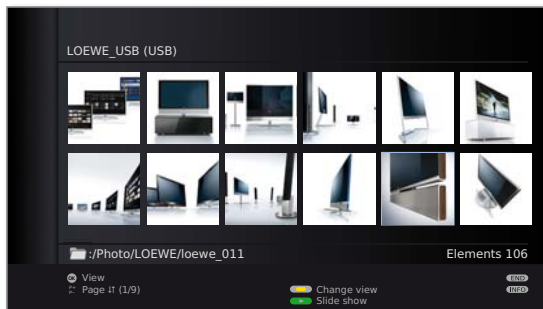 LOEWE_USB (USB)
:/Photo/LOEWE/loewe_011 Elements 106
OK View END
P+ P- Page ↓↑ (1/9) Change view INFO
Slide show